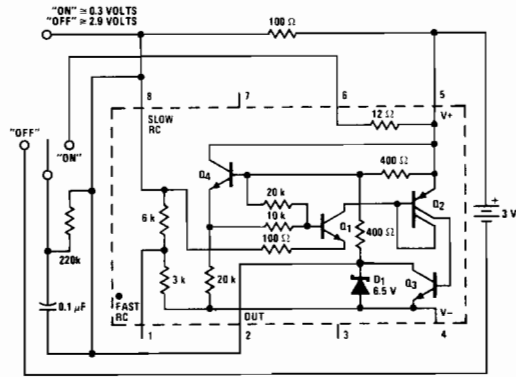 "ON" ≅ 0.3 VOLTS
"OFF" ≅ 2.9 VOLTS
100 Ω
8
7
6
5
SLOW
RC
12 Ω
V+
"OFF"
"ON"
Q4
400 Ω
20 k
Q2
+
3 V
6 k
10 k
Q1
400 Ω
100 Ω
220k
D1
6.5 V
Q3
3 k
20 k
0.1 μF
FAST
RC
OUT
V−
1
2
3
4